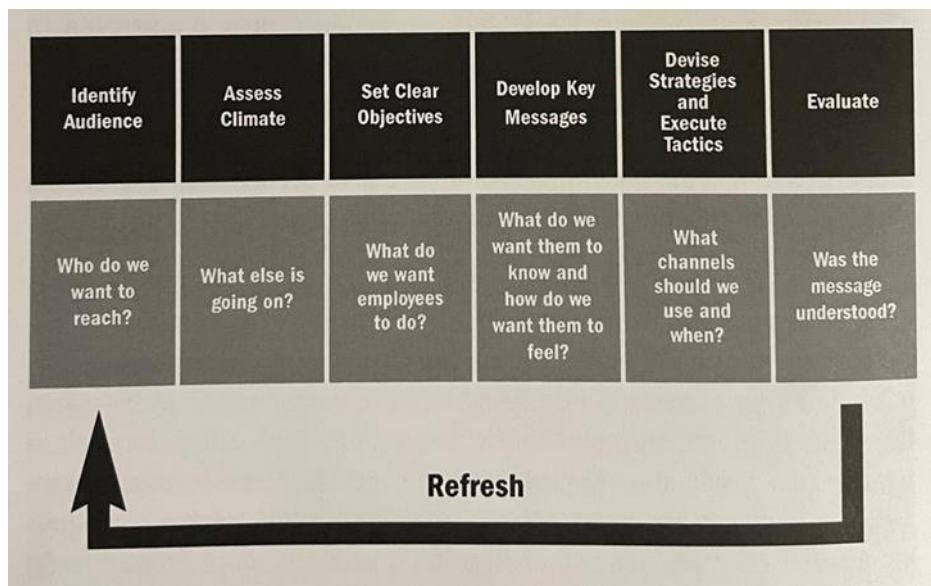 Identify
Audience
Assess
Climate
Set Clear
Objectives
Develop Key
Messages
Devise
Strategies
and
Execute
Tactics
Evaluate
Who do we
want to
reach?
What else is
going on?
What do
we want
employees
to do?
What do we
want them to
know and
how do we
want them to
feel?
What
channels
should we
use and
when?
Was the
message
understood?
Refresh